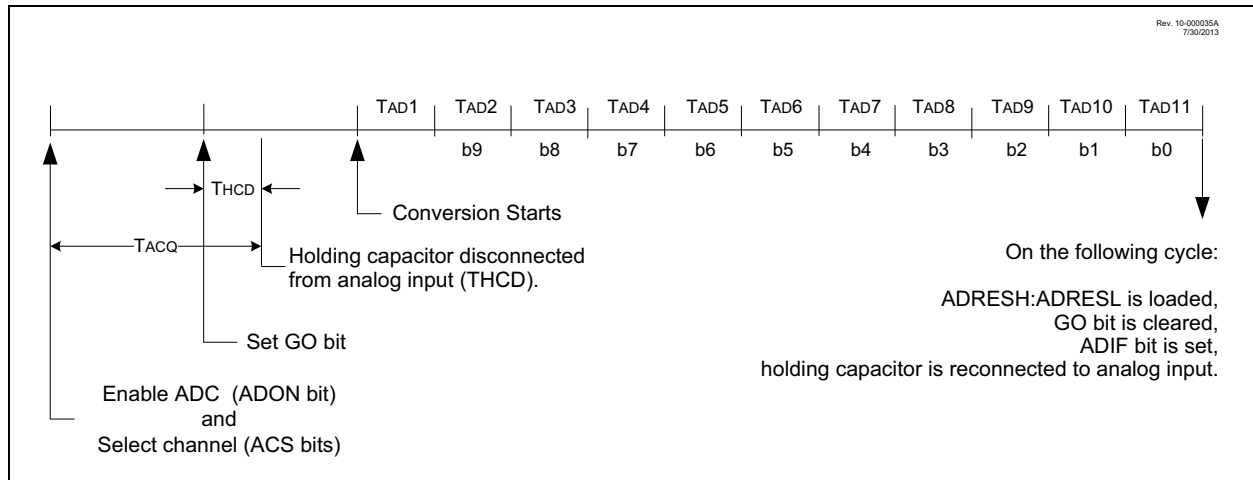 Rev. 10-000035A
7/30/2013
TAD1 TAD2 TAD3 TAD4 TAD5 TAD6 TAD7 TAD8 TAD9 TAD10 TAD11
b9 b8 b7 b6 b5 b4 b3 b2 b1 b0
THCD
Conversion Starts
TACQ
Holding capacitor disconnected
from analog input (THCD).
Set GO bit
Enable ADC (ADON bit)
and
Select channel (ACS bits)
On the following cycle:
ADRESH:ADRESL is loaded,
GO bit is cleared,
ADIF bit is set,
holding capacitor is reconnected to analog input.